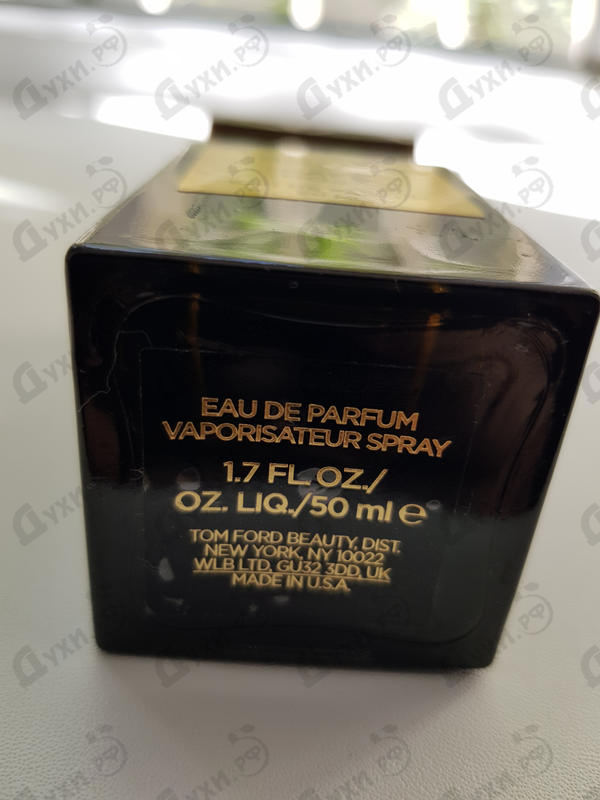 EAU DE PARFUM
VAPORISATEUR SPRAY
1.7 FL. OZ./
OZ. LIQ./50 ml e
TOM FORD BEAUTY, DIST.
NEW YORK, NY 10022
WLB LTD, GU32 3DD, UK
MADE IN U.S.A.
Духи.рф